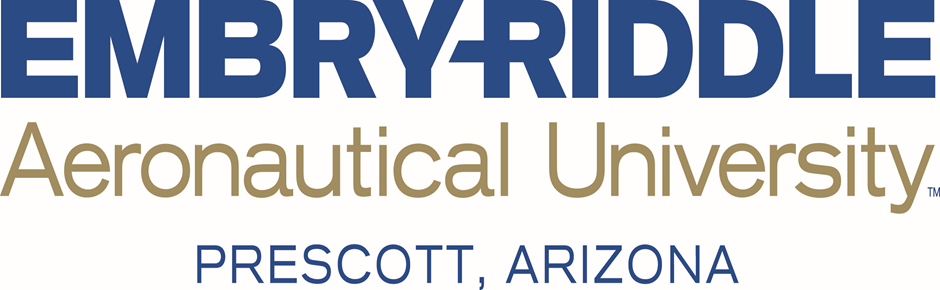 EMBRY-RIDDLE
Aeronautical University™
PRESCOTT, ARIZONA